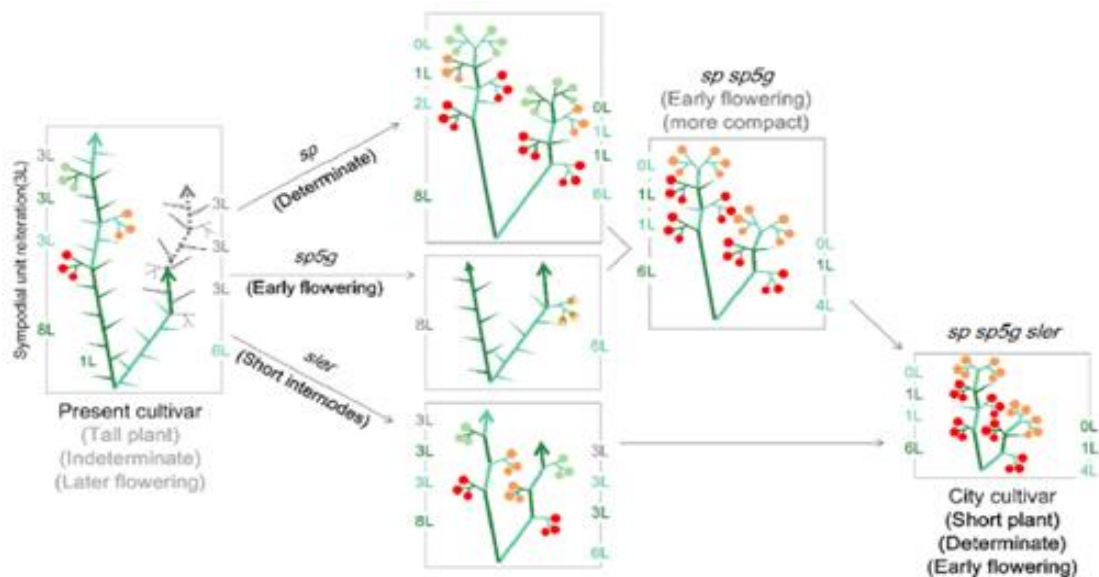 Sympodial unit reiteration(3L)
3L
3L
3L
8L
1L
3L
3L
3L
6L
Present cultivar
(Tall plant)
(Indeterminate)
(Later flowering)
sp
(Determinate)
sp5g
(Early flowering)
sler
(Short internodes)
0L
1L
2L
8L
0L
1L
1L
6L
8L
6L
3L
3L
3L
8L
3L
3L
3L
6L
sp sp5g
(Early flowering)
(more compact)
0L
1L
1L
6L
0L
1L
4L
sp sp5g sler
0L
1L
1L
6L
0L
1L
4L
City cultivar
(Short plant)
(Determinate)
(Early flowering)